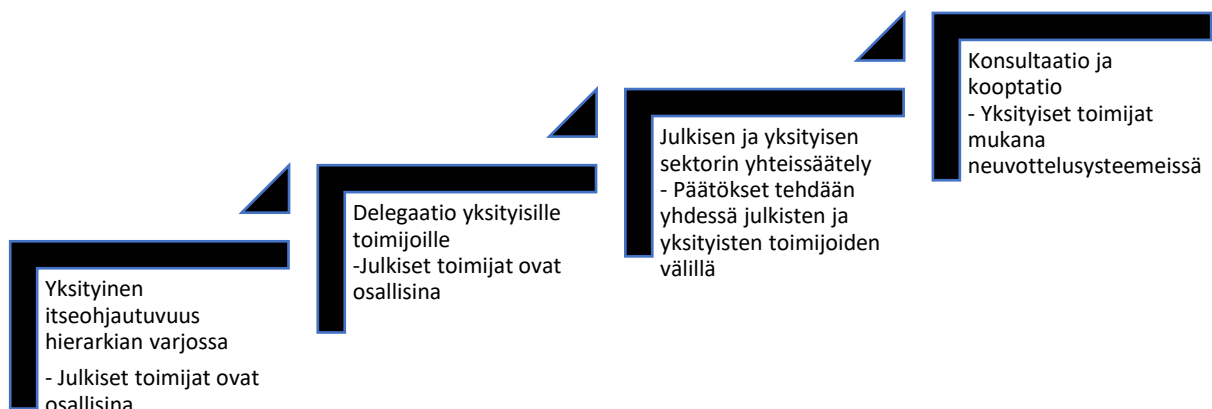 Yksityinen
itseohjautuvuus
hierarkian varjossa
- Julkiset toimijat ovat
osallisina
Delegaatio yksityisille
toimijoille
-Julkiset toimijat ovat
osallisina
Julkisen ja yksityisen
sektorin yhteissäätely
- Päätökset tehdään
yhdessä julkisten ja
yksityisten toimijoiden
välillä
Konsultaatio ja
kooptatio
- Yksityiset toimijat
mukana
neuvottelusysteemeissä